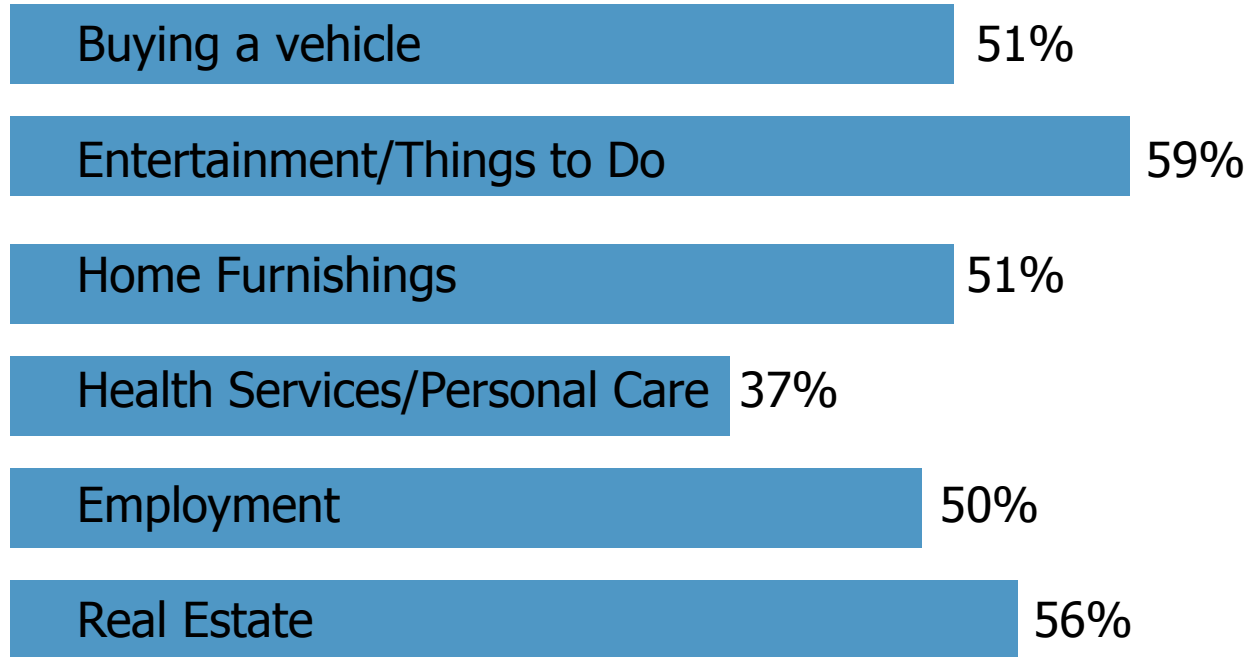 Buying a vehicle 51%
Entertainment/Things to Do 59%
Home Furnishings 51%
Health Services/Personal Care 37%
Employment 50%
Real Estate 56%